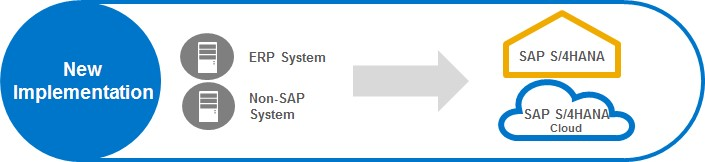 New
Implementation
ERP System
Non-SAP
System
SAP S/4HANA
SAP S/4HANA
Cloud